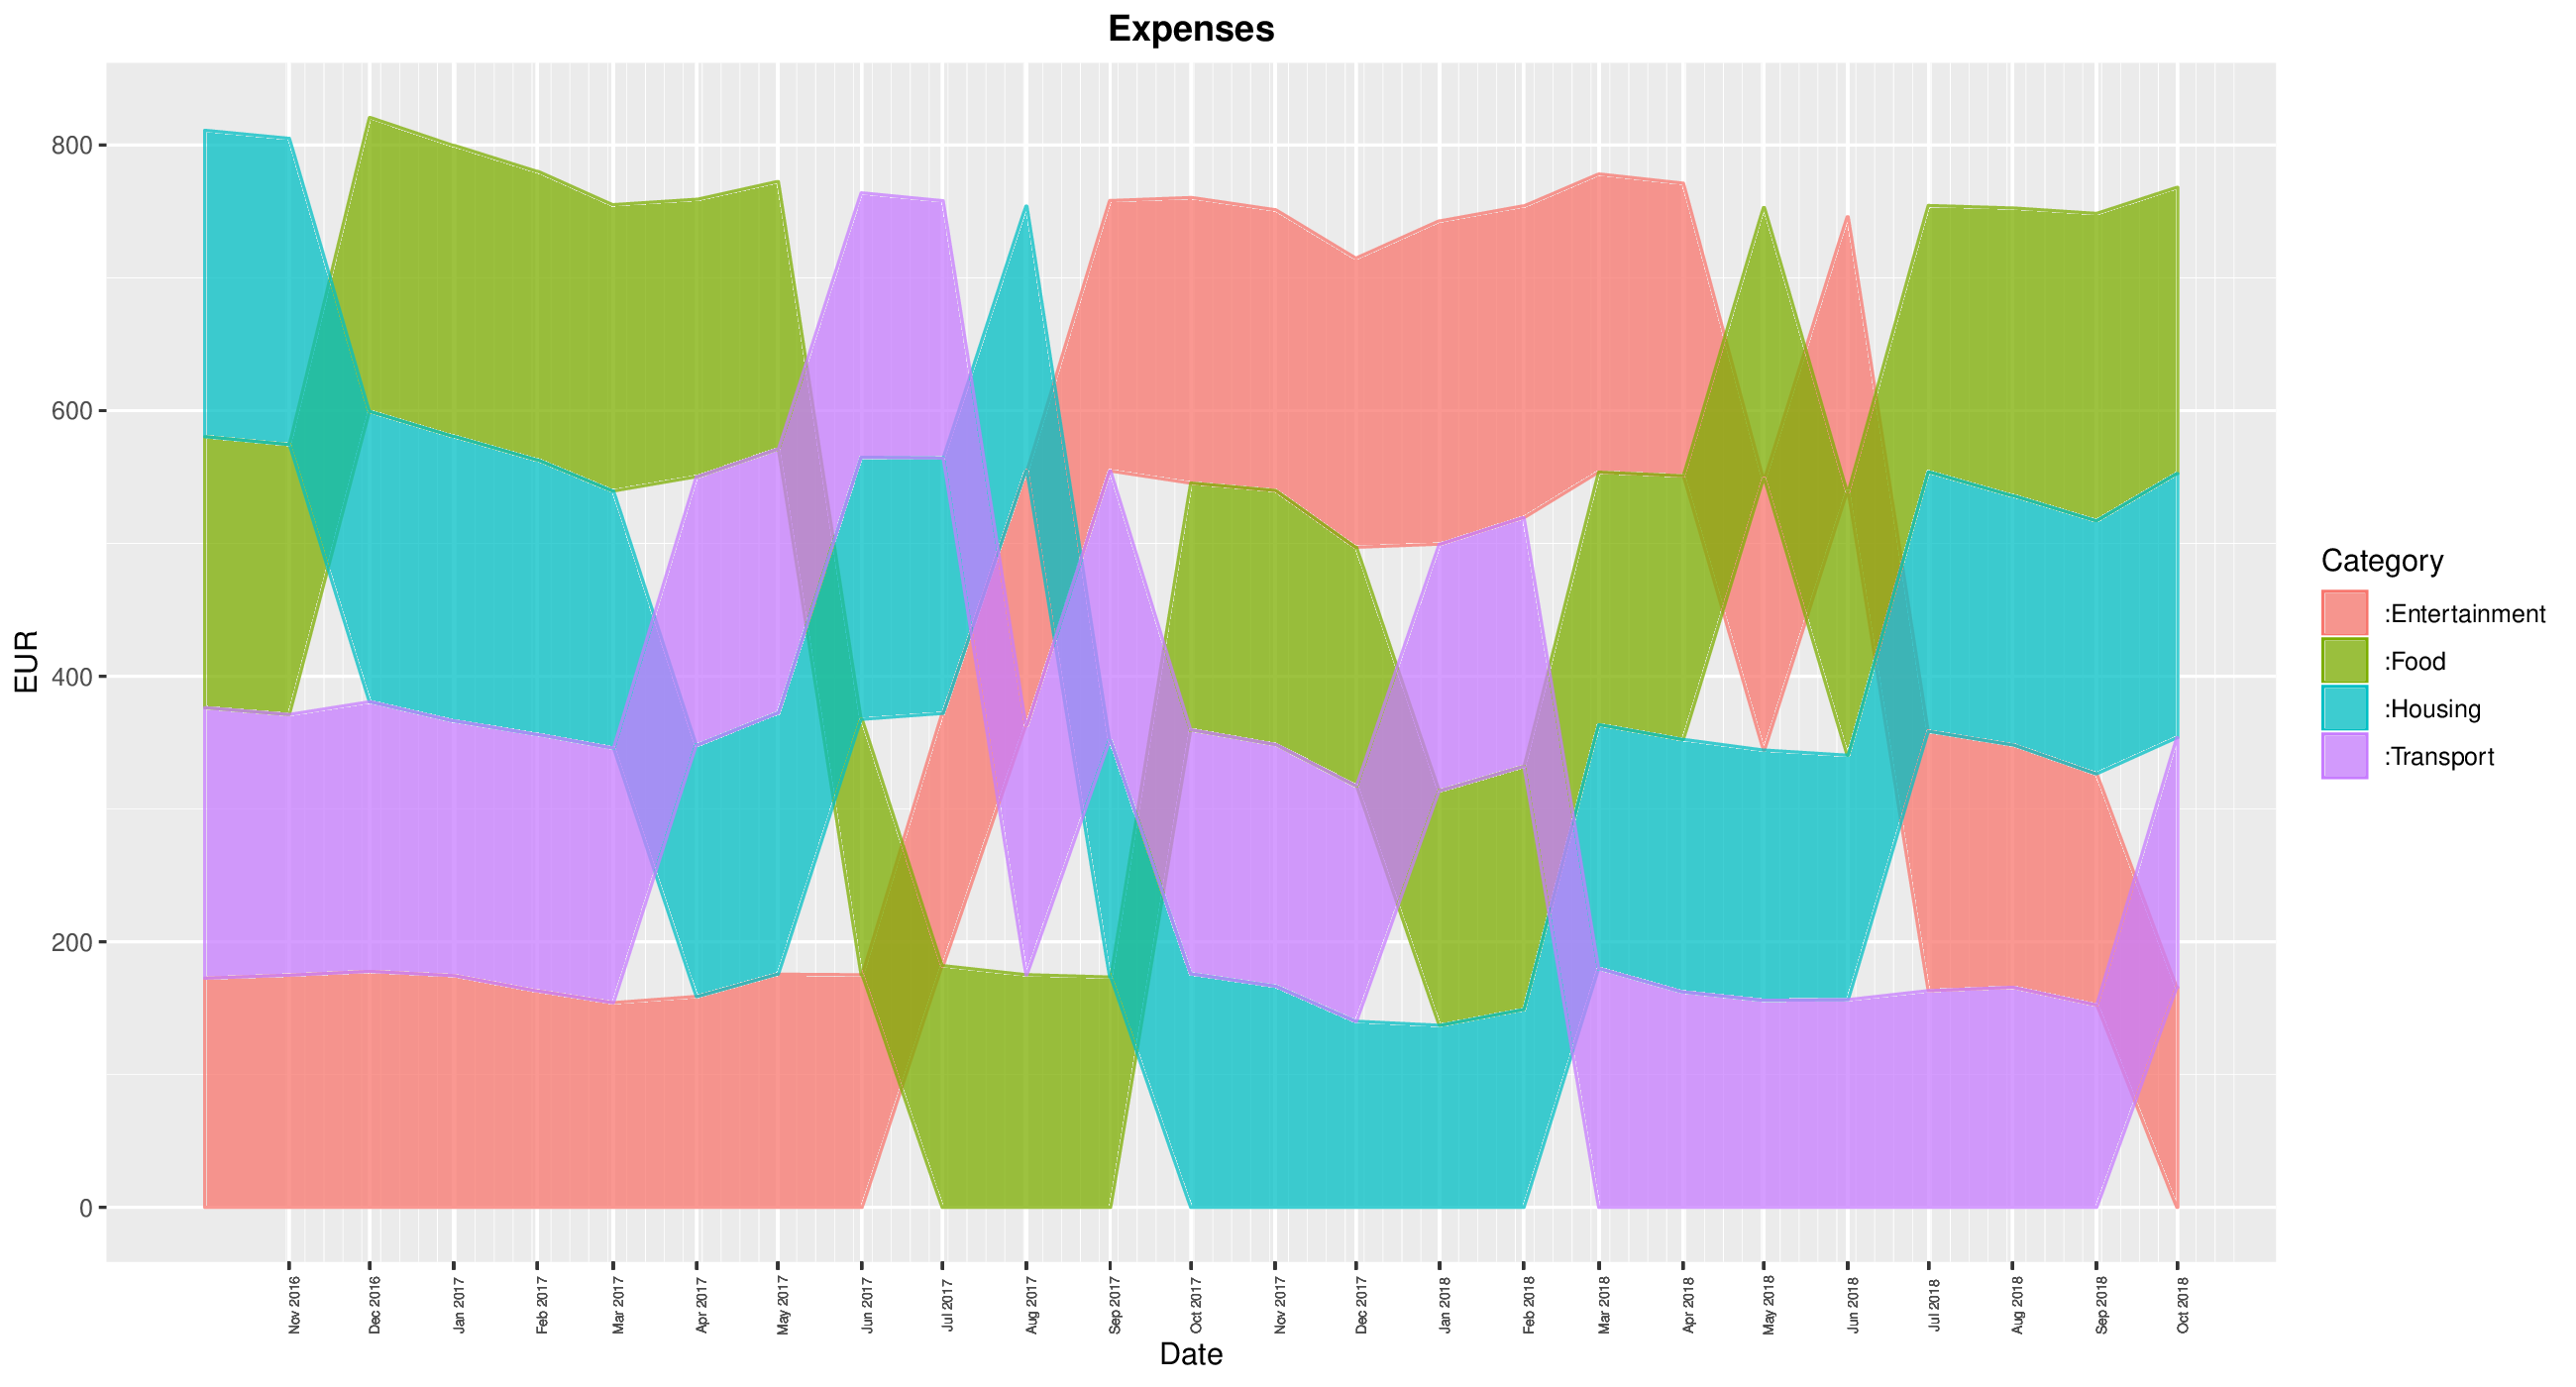 Expenses
800
600
400
200
0
EUR
Nov 2016
Dec 2016
Jan 2017
Feb 2017
Mar 2017
Apr 2017
May 2017
Jun 2017
Jul 2017
Aug 2017
Sep 2017
Oct 2017
Nov 2017
Dec 2017
Jan 2018
Feb 2018
Mar 2018
Apr 2018
May 2018
Jun 2018
Jul 2018
Aug 2018
Sep 2018
Oct 2018
Date
Category
:Entertainment
:Food
:Housing
:Transport